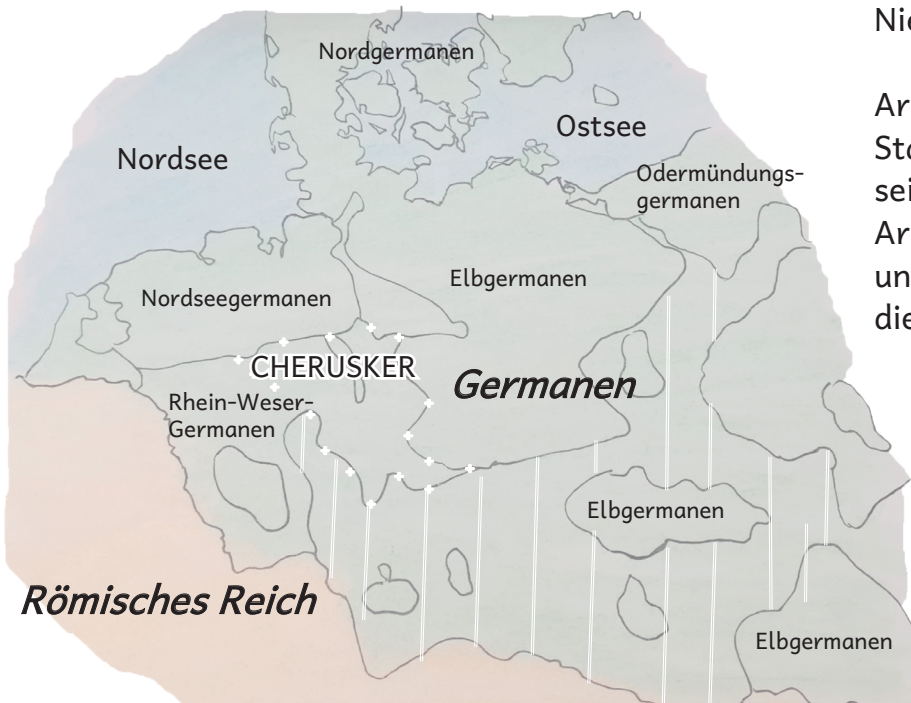 Nordgermanen
Nordsee
Ostsee
Odermündungs-
germanen
Nordseegermanen
Elbgermanen
CHERUSKER
Germanen
Rhein-Weser-
Germanen
Elbgermanen
Römisches Reich
Elbgermanen